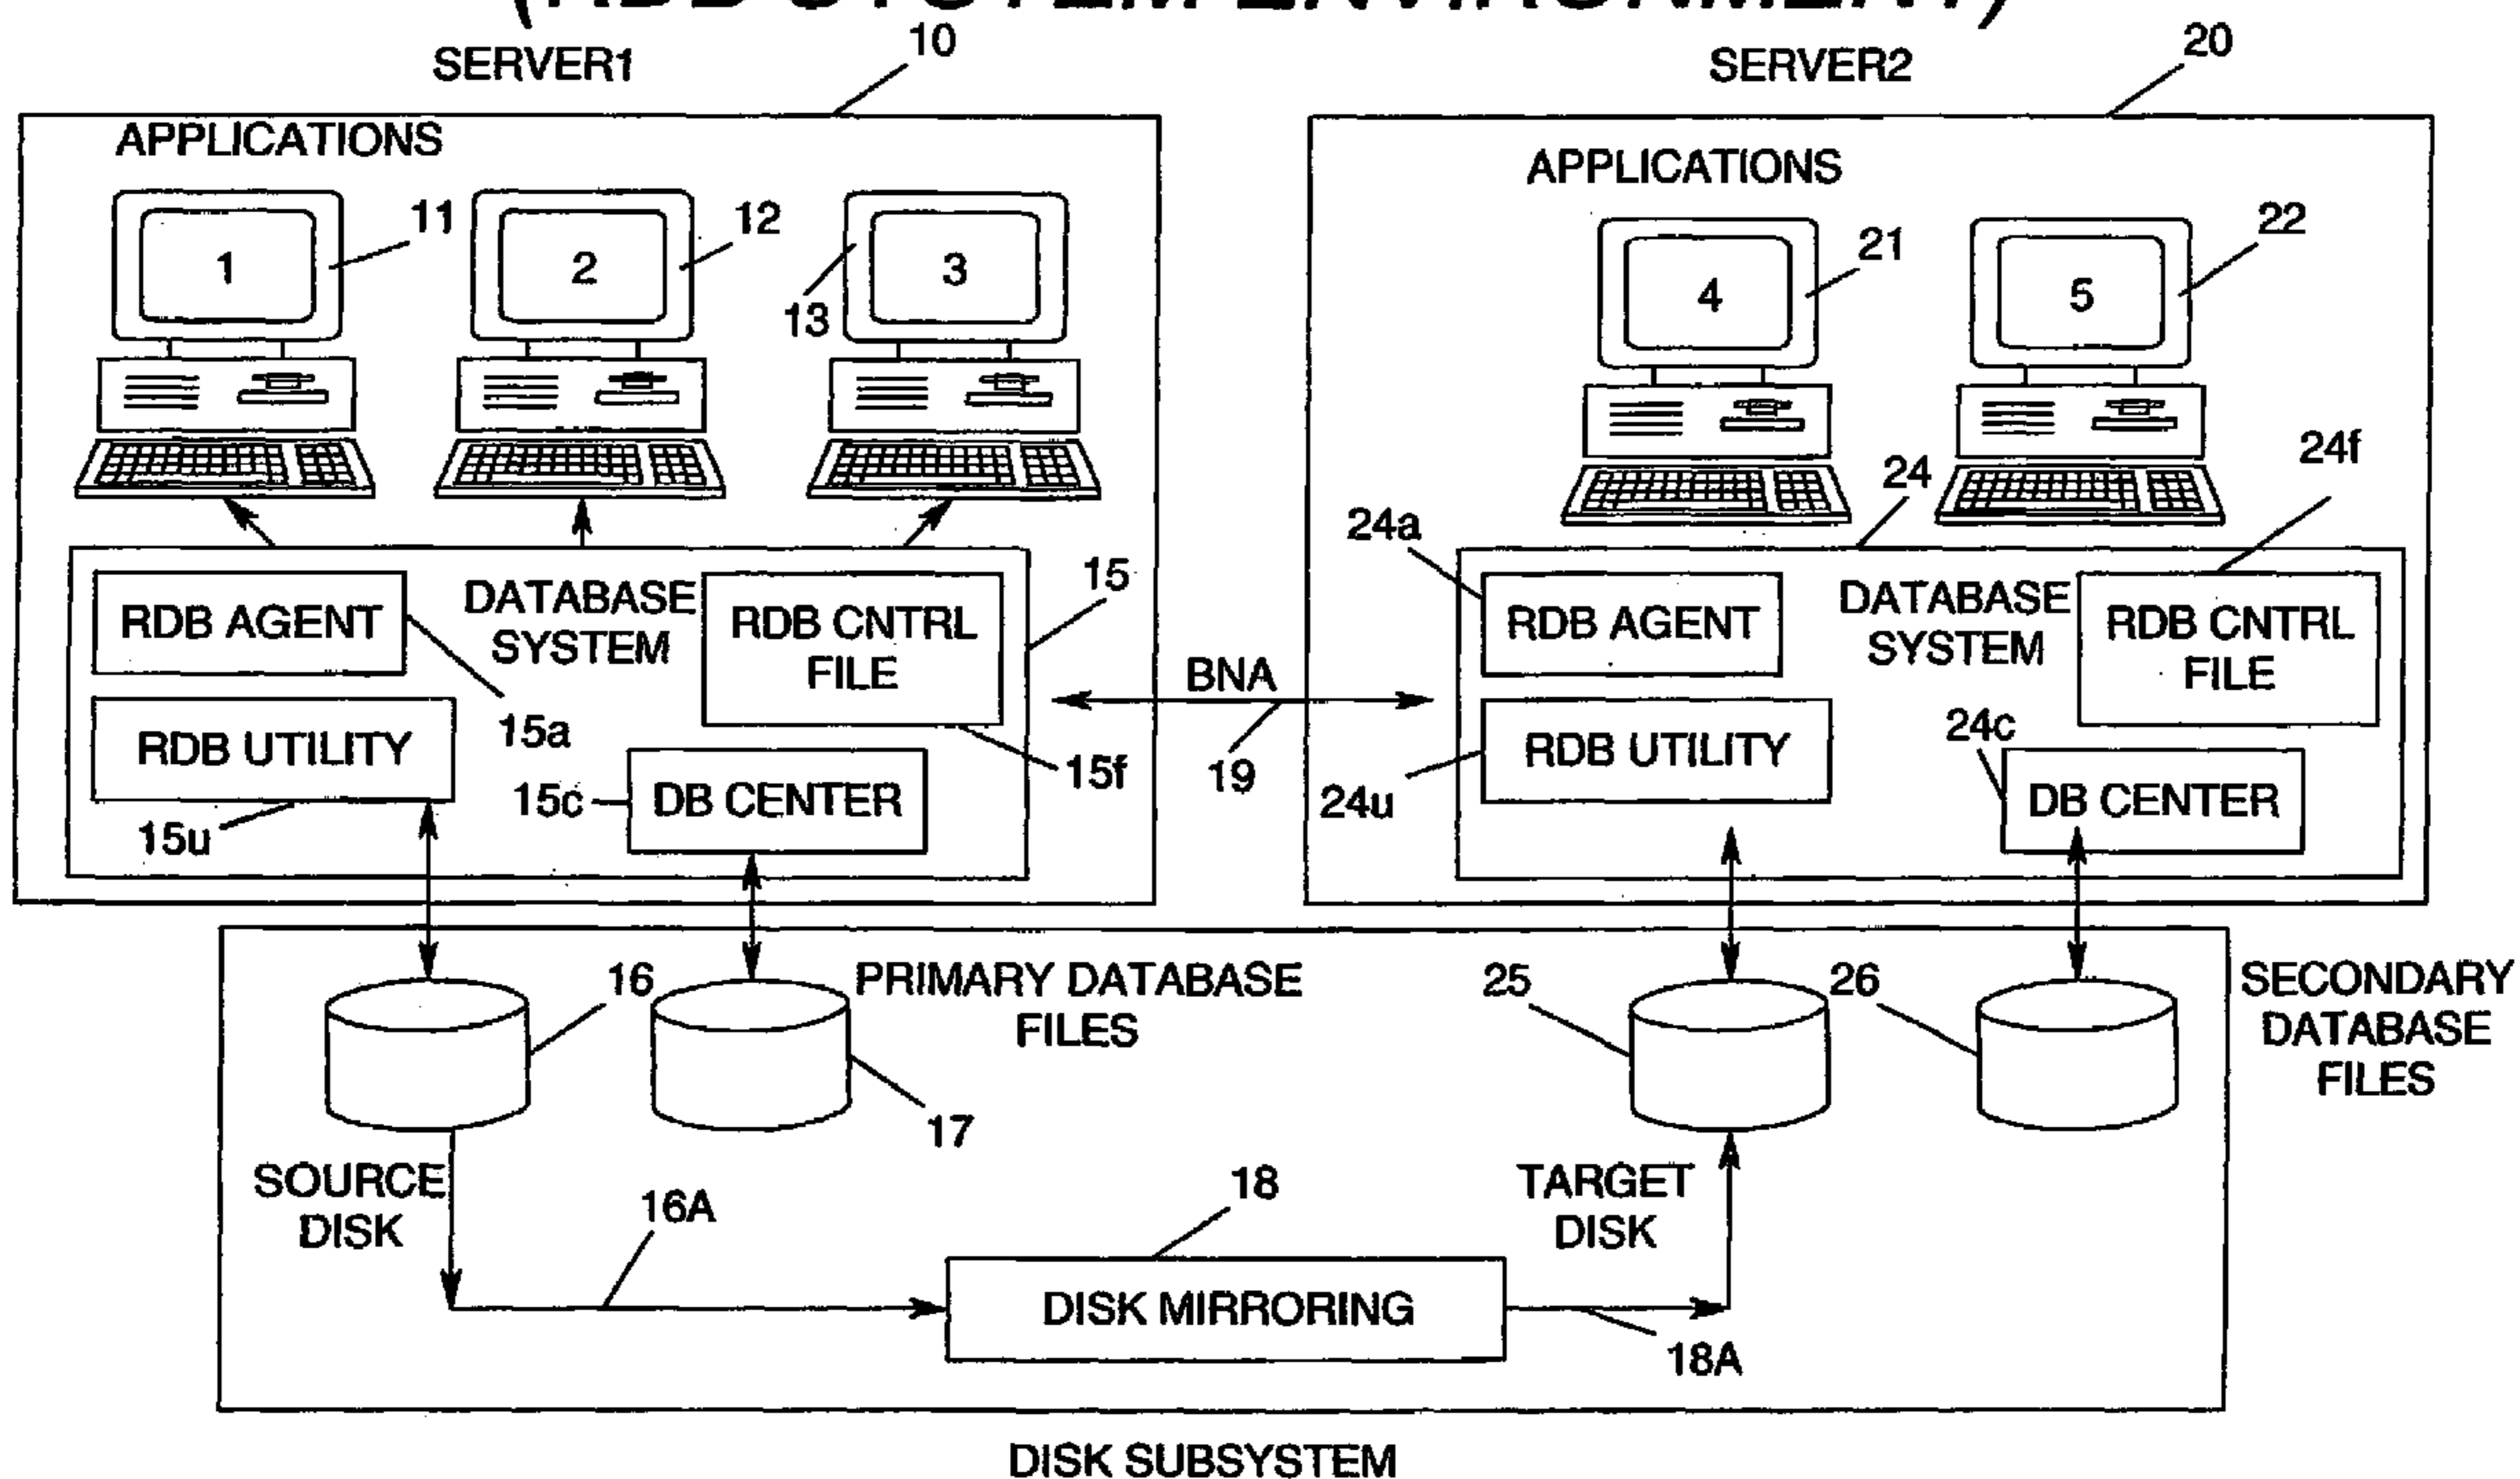 (RDB SYSTEM ENVIRONMENT)
SERVER1
10
SERVER2
20
APPLICATIONS
APPLICATIONS
1
11
2
12
3
13
4
21
5
22
24f
24
24a
RDB AGENT
DATABASE
SYSTEM
RDB CNTRL
FILE
15
RDB AGENT
DATABASE
SYSTEM
RDB CNTRL
FILE
BNA
15a
RDB UTILITY
15f
19
24c
RDB UTILITY
15c
DB CENTER
24u
DB CENTER
15u
16
PRIMARY DATABASE
FILES
25
26
SECONDARY
DATABASE
FILES
17
SOURCE
DISK
16A
18
TARGET
DISK
DISK MIRRORING
18A
DISK SUBSYSTEM